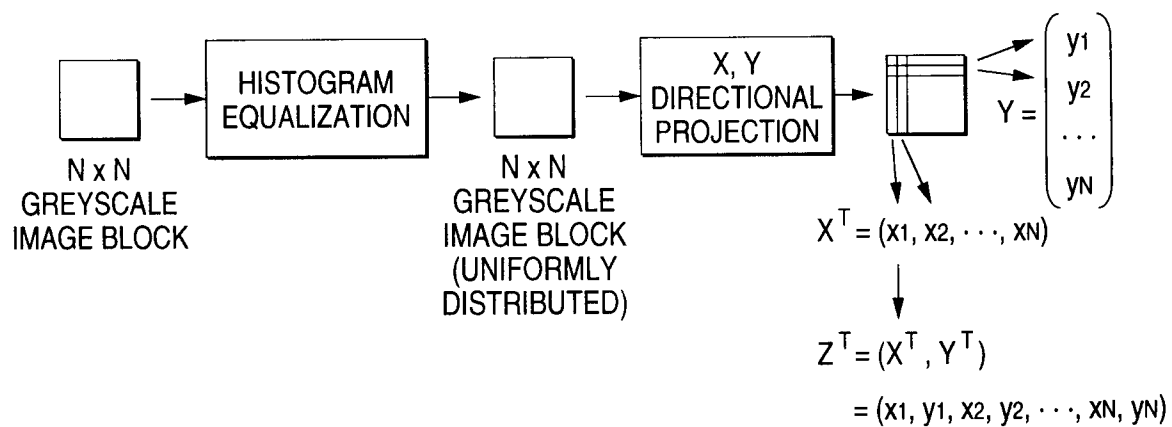 N x N
GREYSCALE
IMAGE BLOCK
HISTOGRAM
EQUALIZATION
N x N
GREYSCALE
IMAGE BLOCK
(UNIFORMLY
DISTRIBUTED)
X, Y
DIRECTIONAL
PROJECTION
Y =
y1
y2
· · ·
yN
X^T = (x1, x2, · · ·, xN)
Z^T = (X^T, Y^T)
= (x1, y1, x2, y2, · · ·, xN, yN)